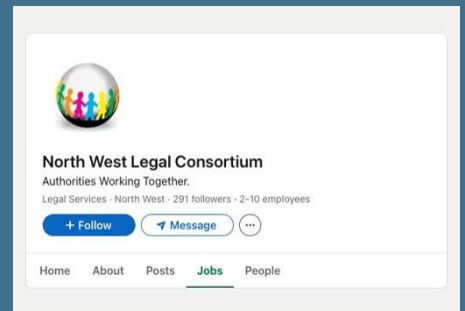 North West Legal Consortium
Authorities Working Together.
Legal Services · North West · 291 followers · 2-10 employees
+ Follow Message ...
Home About Posts Jobs People